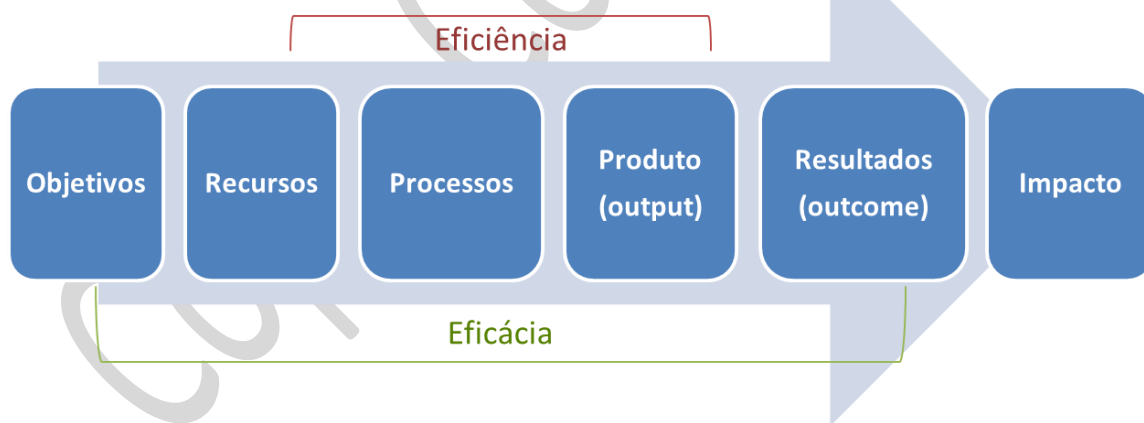 Eficiência
Objetivos
Recursos
Processos
Produto
(output)
Resultados
(outcome)
Impacto
Eficácia